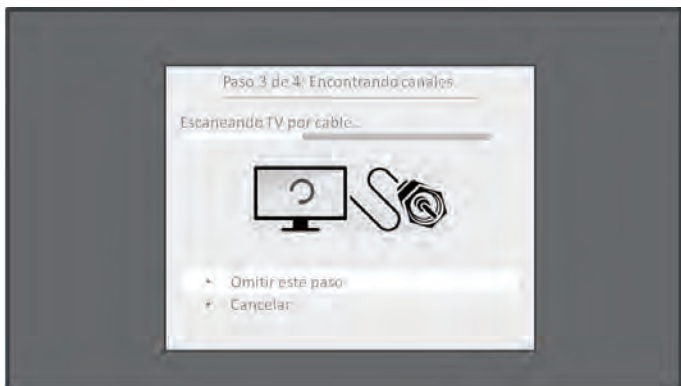 Paso 3 de 4: Encontrando canales
Escaneando TV por cable...
Omitir este paso
Cancelar